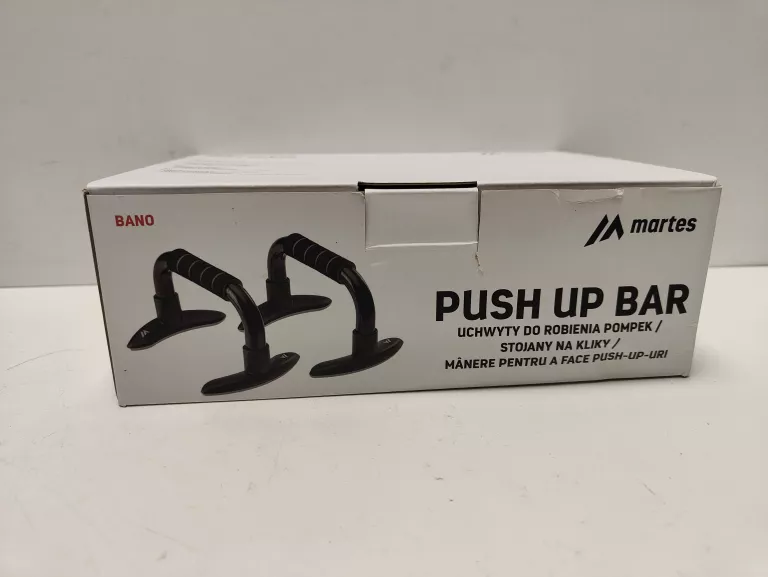 BANO
martes
PUSH UP BAR
UCHWYTY DO ROBIENIA POMPEK /
STOJANY NA KLIKY /
MÂNERE PENTRU A FACE PUSH-UP-URI